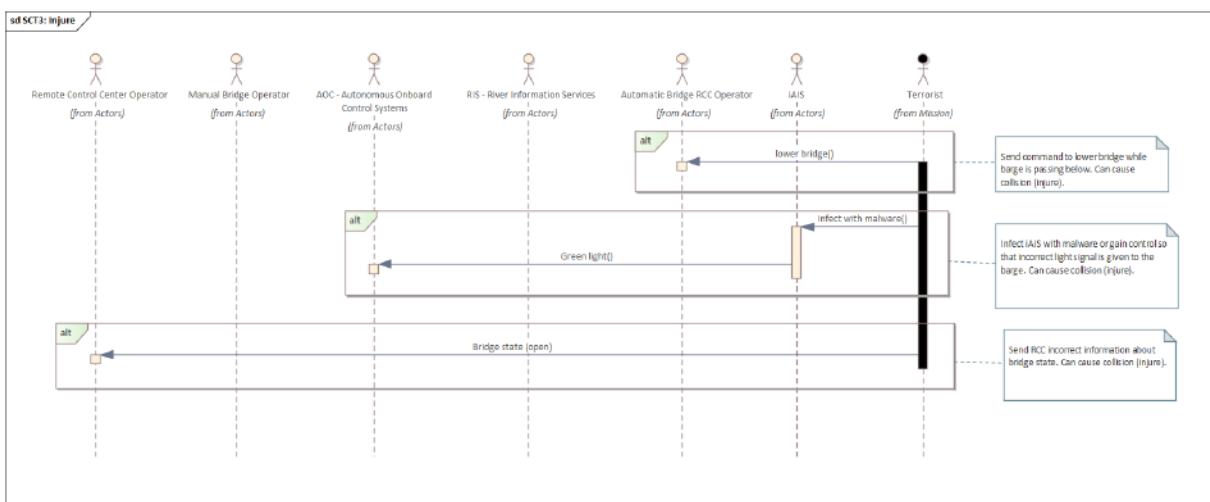 sd SCT3: Injure
Remote Control Center Operator
(from Actors)
Manual Bridge Operator
(from Actors)
AOC - Autonomous Onboard
Control Systems
(from Actors)
RIS - River Information Services
(from Actors)
Automatic Bridge RCC Operator
(from Actors)
iAIS
(from Actors)
Terrorist
(from Mission)
alt
lower bridge()
Send command to lower bridge while
barge is passing below. Can cause
collision (injure).
alt
Infect with malware()
Green light()
Infect iAIS with malware or gain control so
that incorrect light signal is given to the
barge. Can cause collision (injure).
alt
Bridge state (open)
Send RCC incorrect information about
bridge state. Can cause collision (injure).